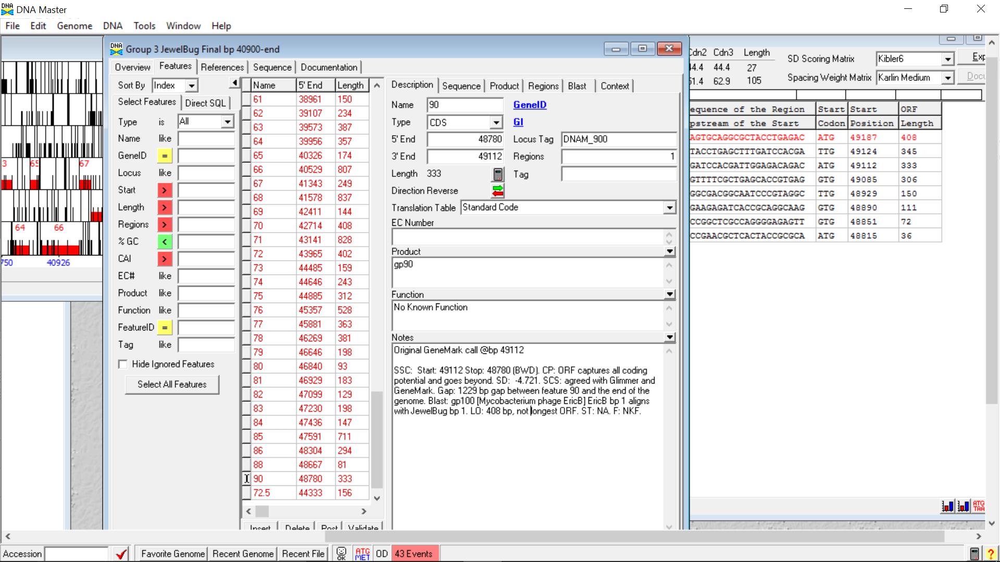 DNA Master
File Edit Genome DNA Tools Window Help
Group 3 JewelBug Final bp 40900-end
Overview Features References Sequence Documentation
Sort By Index
Select Features Direct SQL
Type is All
Name like
GeneID =
Locus like
Start >
Length >
Regions >
% GC <
CAI >
EC# like
Product like
Function like
FeatureID =
Tag like
Hide Ignored Features
Select All Features
3 65 67
64 66
750 40926
Name 5' End Length
61 38961 150
62 39107 234
63 39573 387
64 39956 357
65 40326 174
66 40529 807
67 41343 249
68 41578 837
69 42411 144
70 42714 408
71 43141 828
72 43965 402
73 44485 159
74 44646 243
75 44885 312
76 45357 528
77 45881 363
78 46269 381
79 46646 198
80 46840 93
81 46929 183
82 47099 129
83 47230 198
84 47436 147
85 47591 711
86 48304 294
88 48667 81
90 48780 333
72.5 44333 156
Insert Delete Post Validate
Description Sequence Product Regions Blast Context
Name 90 GeneID
Type CDS GI
5' End 48780 Locus Tag DNAM_900
3' End 49112 Regions 1
Length 333 Tag
Direction Reverse
Translation Table Standard Code
EC Number
Product
gp90
Function
No Known Function
Notes
Original GeneMark call @bp 49112
SSC: Start: 49112 Stop: 48780 (BWD). CP: ORF captures all coding
potential and goes beyond. SD: -4.721. SCS: agreed with Glimmer and
GeneMark. Gap: 1229 bp gap between feature 90 and the end of the
genome. Blast: gp100 [Mycobacterium phage EricB] EricB bp 1 aligns
with JewelBug bp 1. LO: 408 bp, not longest ORF. ST: NA. F: NKF.
Cdn2 Cdn3 Length
44.4 44.4 27
51.4 62.9 105
SD Scoring Matrix Kibler6 Exp
Spacing Weight Matrix Karlin Medium Docu
equence of the Region Start Start ORF
pstream of the Start Codon Position Length
AGTGCAGGCGCTACCTGAGAC ATG 49187 408
TACCTGAGCTTTGATCCACGA TTG 49124 345
GATCCACGATTGGAGACAGAC ATG 49112 333
GTTTTCGCTGAGCACCGTGAG GTG 49085 306
GGCGACGGCAATCCCGTAGGC TTG 48929 150
GAAGAGATCACCGCAGGCAAG GTG 48890 111
CCGGCTCGCCAGGGGAGAGTT GTG 48851 72
CCGAACGCTCACTACCGCGCA ATG 48815 36
ATG
TAA
Accession Favorite Genome Recent Genome Recent File OK ATG MET OD 43 Events ?